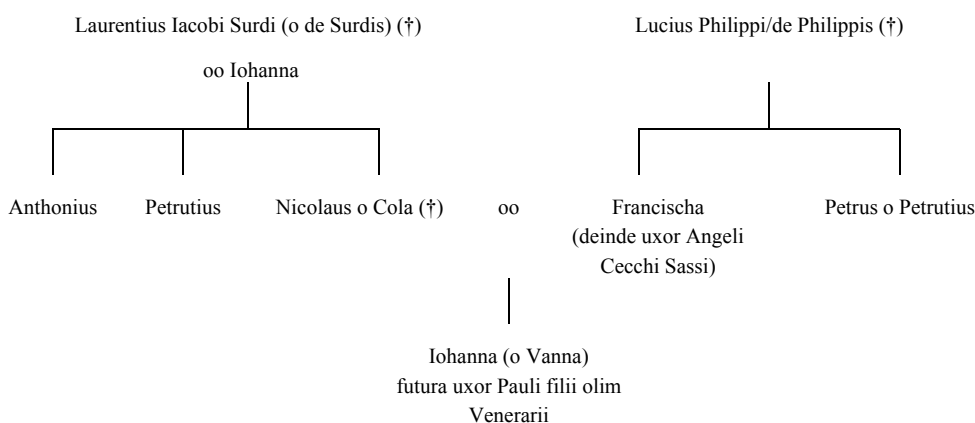 Laurentius Iacobi Surdi (o de Surdis) (†)
Lucius Philippi/de Philippis (†)
oo Iohanna
Anthonius
Petrutius
Nicolaus o Cola (†)
oo
Francischa
(deinde uxor Angeli
Cecchi Sassi)
Petrus o Petrutius
Iohanna (o Vanna)
futura uxor Pauli filii olim
Venerarii